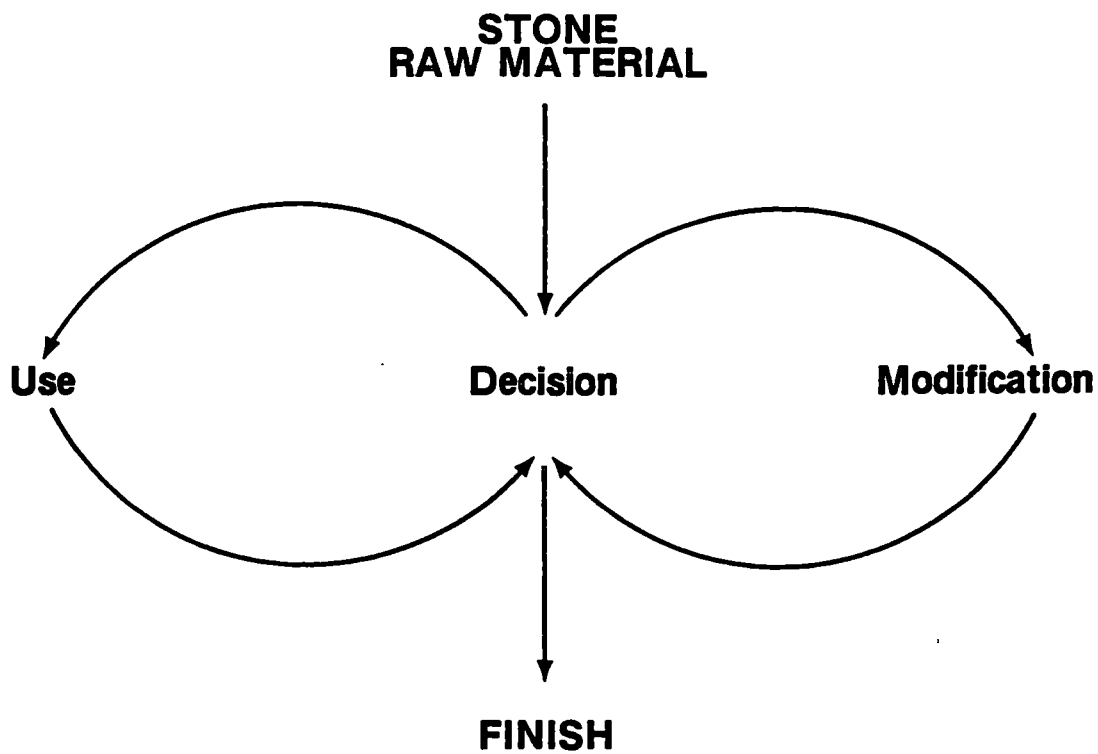 STONE
RAW MATERIAL
Use
Decision
Modification
FINISH